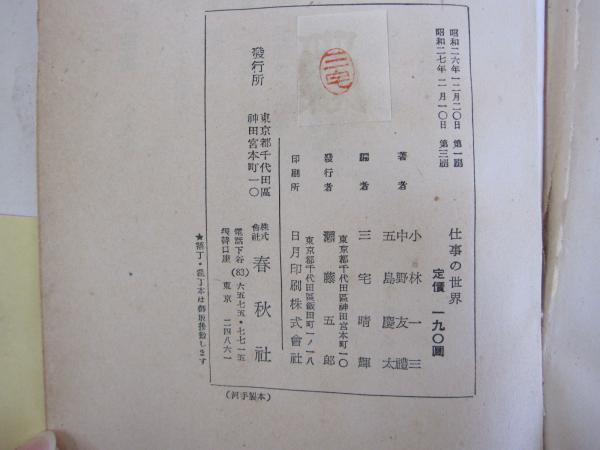 昭和二六年一二月二〇日 第一刷
昭和二七年 二月一〇日 第三刷
仕事の世界
定價 一九〇圓
著者
小林一三
中野友禮
五島慶太
編者 三宅晴輝
東京都千代田區神田宮本町一〇
發行者 瀬藤五郎
東京都千代田區飯田町一ノ一八
印刷所 日月印刷株式會社
三宅
發行所
東京都千代田區
神田宮本町一〇
株式會社 春秋社
電話下谷(83)六五七五・七七一五
振替口座 東京 二四八六一
★落丁・亂丁本は御取換致します
(河手製本)